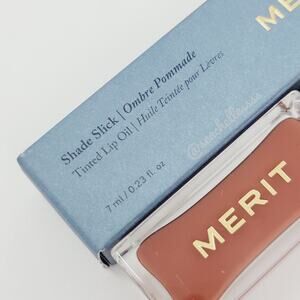 MERIT
Shade Slick | Ombre Pommade
Tinted Lip Oil | Huile Teintée pour Lèvres
7 ml / 0.23 fl. oz
MERIT